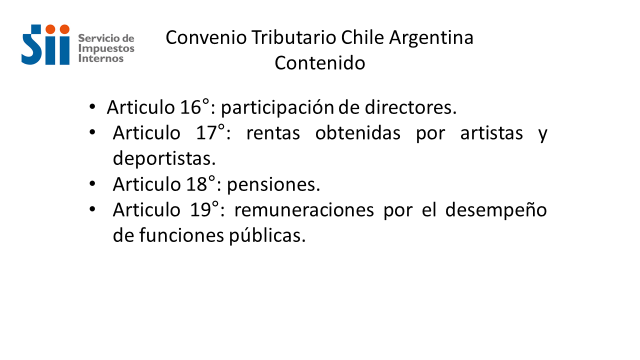 Sii Servicio de
Impuestos
Internos
Convenio Tributario Chile Argentina
Contenido
• Articulo 16°: participación de directores.
• Articulo 17°: rentas obtenidas por artistas y
deportistas.
• Articulo 18°: pensiones.
• Articulo 19°: remuneraciones por el desempeño
de funciones públicas.